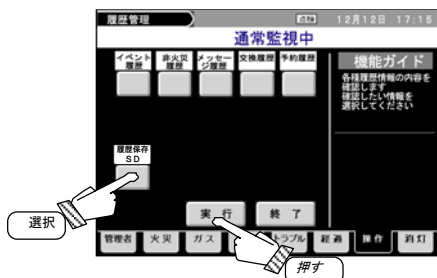 履歴管理 点検 12月12日 17:15
通常監視中
イベント履歴 非火災履歴 メッセージ履歴 交換履歴 予約履歴
機能ガイド
各種履歴情報の内容を
確認します
確認したい情報を
選択してください
履歴保存
SD
選択
実行 終了
管理者 火災 ガス トラブル 経過 操作 消灯
押す